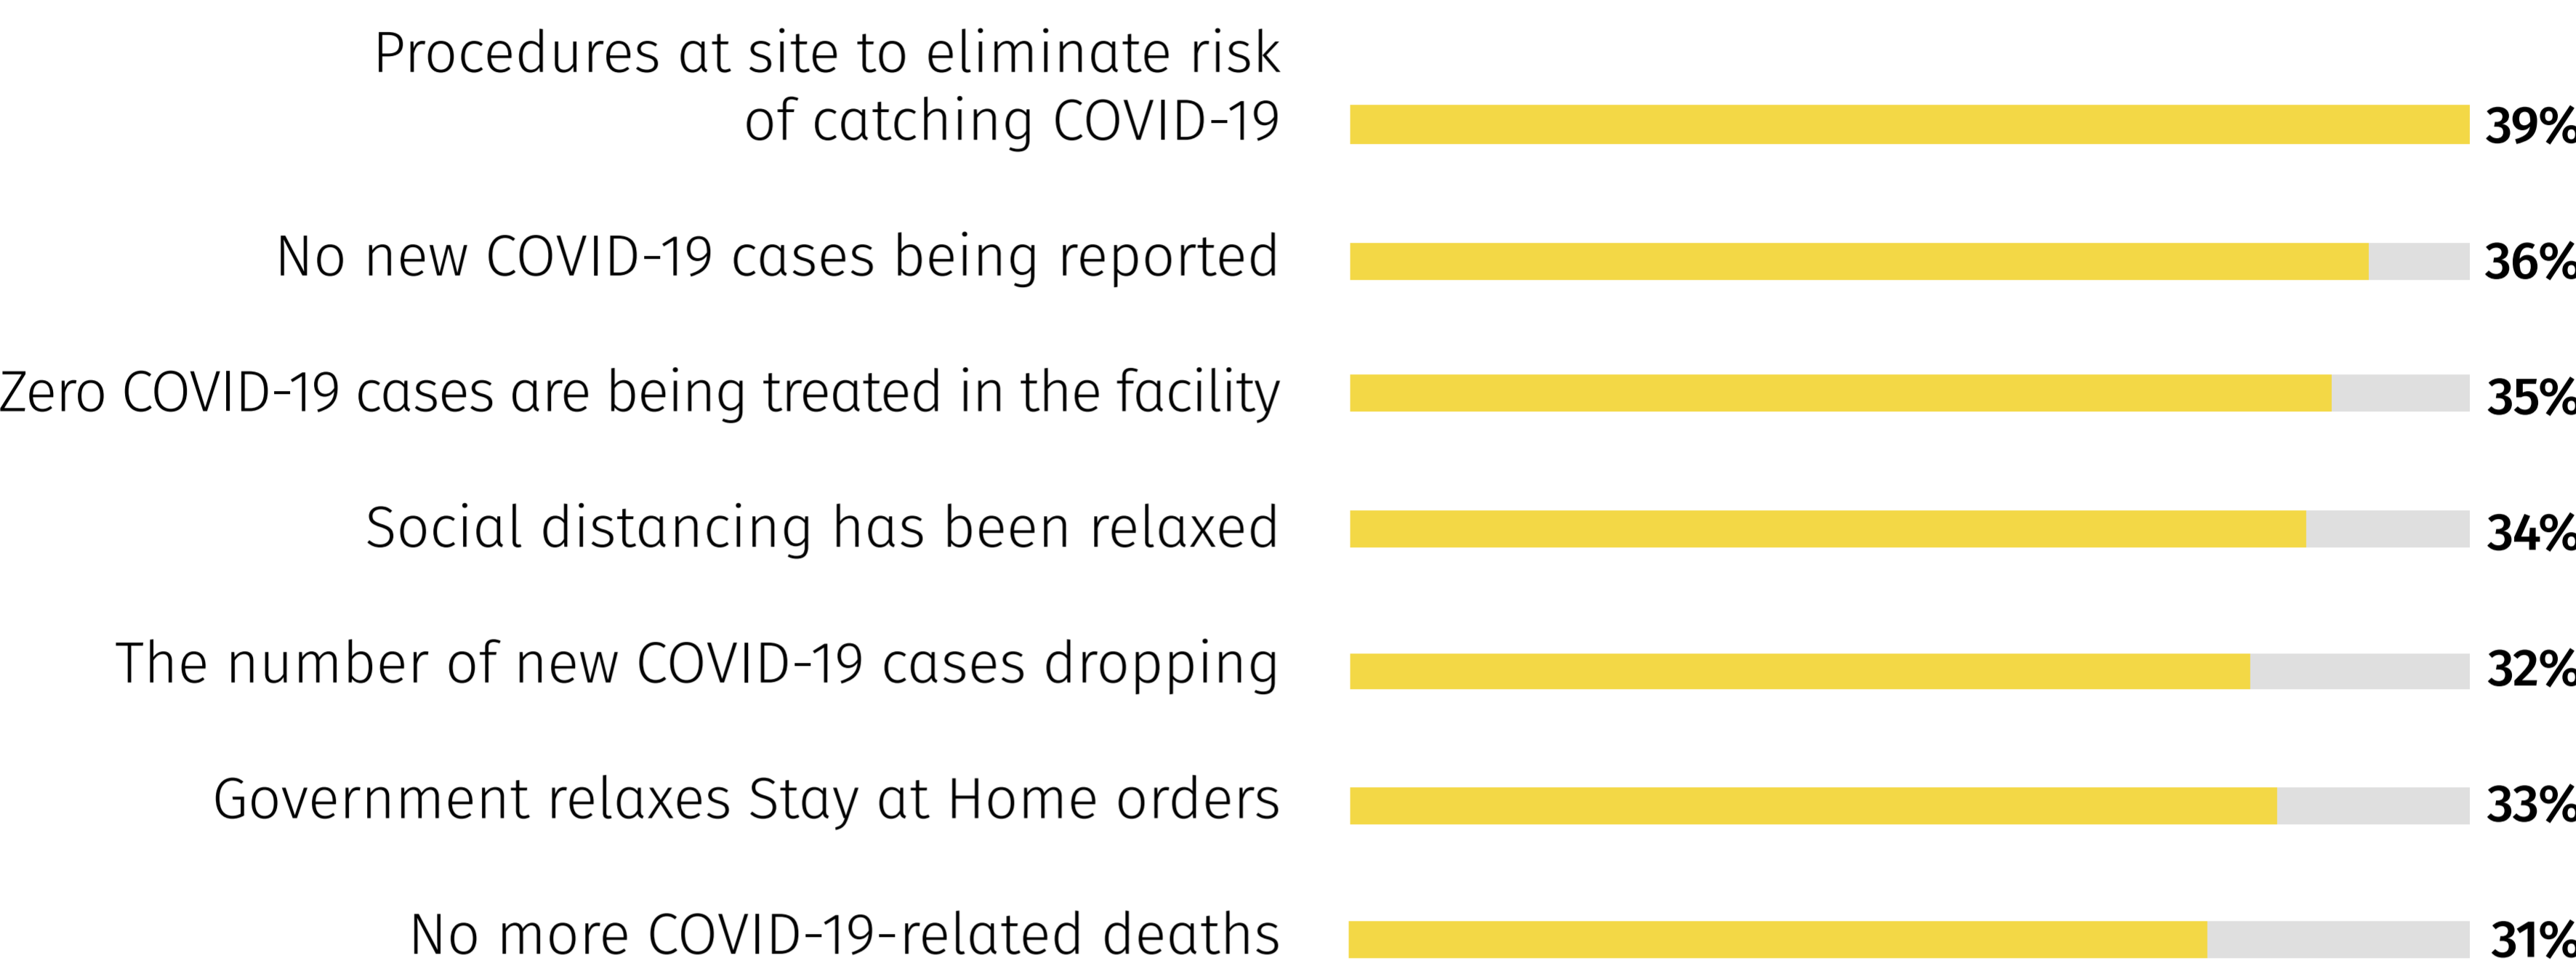 Procedures at site to eliminate risk
of catching COVID-19 39%
No new COVID-19 cases being reported 36%
Zero COVID-19 cases are being treated in the facility 35%
Social distancing has been relaxed 34%
The number of new COVID-19 cases dropping 32%
Government relaxes Stay at Home orders 33%
No more COVID-19-related deaths 31%